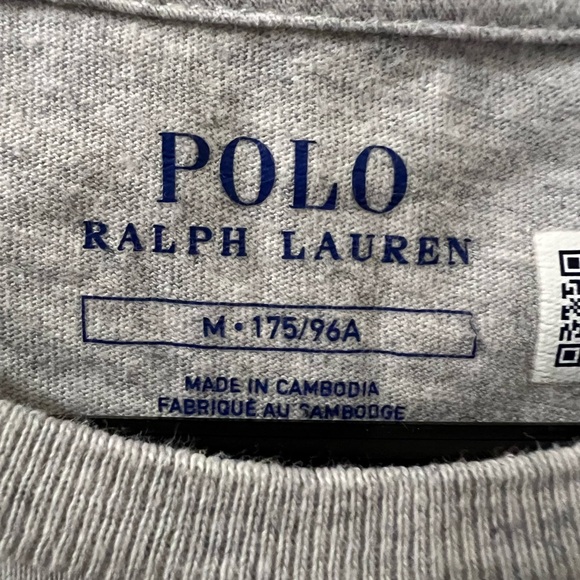 POLO
RALPH LAUREN
M • 175/96A
MADE IN CAMBODIA
FABRIQUÉ AU CAMBODGE